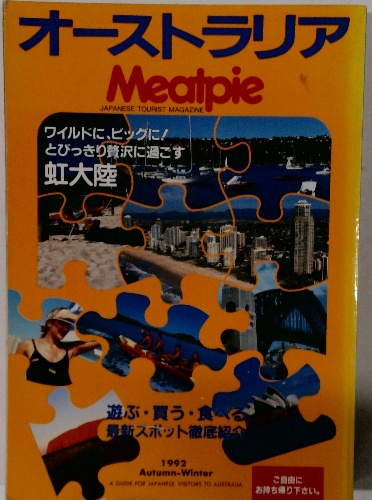 オーストラリア
Meatpie
JAPANESE TOURIST MAGAZINE
ワイルドに、ビッグに!
とびっきり贅沢に過ごす
虹大陸
遊ぶ・買う・食べる
最新スポット徹底紹介
1992
Autumn-Winter
A GUIDE FOR JAPANESE VISITORS TO AUSTRALIA
ご自由に
お持ち帰り下さい。